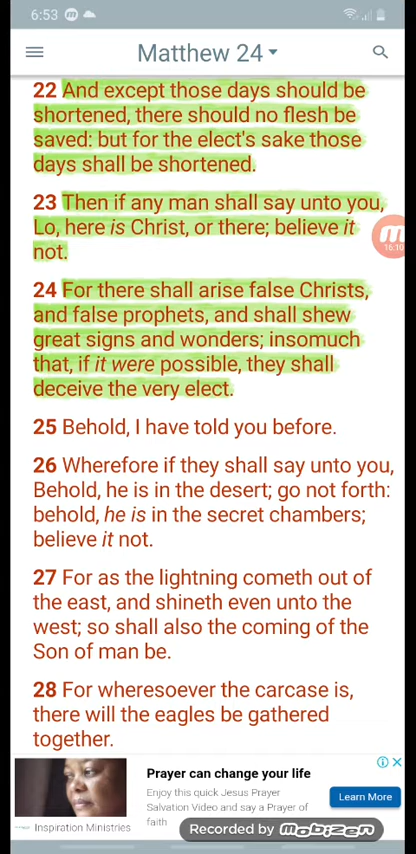 6:53
Matthew 24
22 And except those days should be
shortened, there should no flesh be
saved: but for the elect's sake those
days shall be shortened.
23 Then if any man shall say unto you,
Lo, here is Christ, or there; believe it
not.
16:10
24 For there shall arise false Christs,
and false prophets, and shall shew
great signs and wonders; insomuch
that, if it were possible, they shall
deceive the very elect.
25 Behold, I have told you before.
26 Wherefore if they shall say unto you,
Behold, he is in the desert; go not forth:
behold, he is in the secret chambers;
believe it not.
27 For as the lightning cometh out of
the east, and shineth even unto the
west; so shall also the coming of the
Son of man be.
28 For wheresoever the carcase is,
there will the eagles be gathered
together.
Prayer can change your life
Enjoy this quick Jesus Prayer
Salvation Video and say a Prayer of
faith
Learn More
Inspiration Ministries
Recorded by mobizen